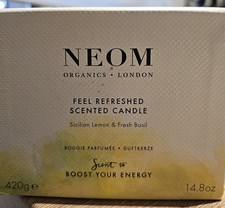 NEOM
ORGANICS • LONDON
FEEL REFRESHED
SCENTED CANDLE
Sicilian Lemon & Fresh Basil
BOUGIE PARFUMÉE • DUFTKERZE
Scent to
BOOST YOUR ENERGY
420g℮ 14.8oz